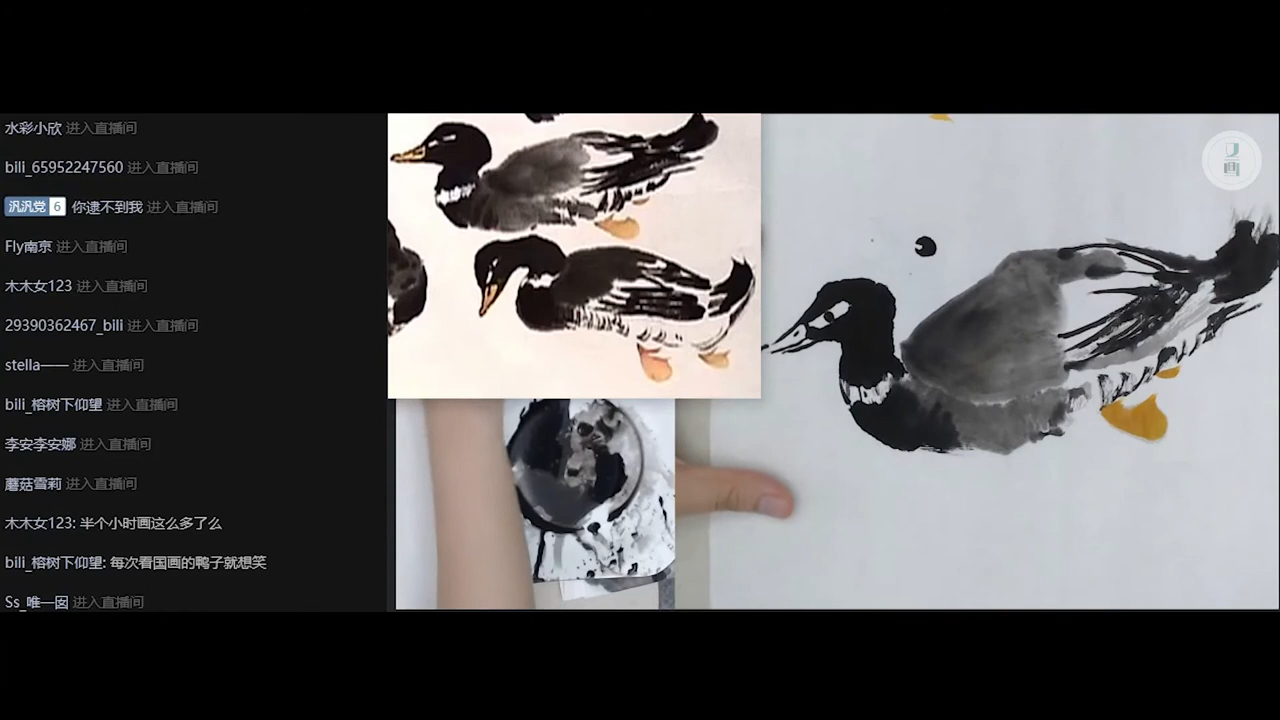 水彩小欣 进入直播间
bili_65952247560 进入直播间
汎汎党 6 你逮不到我 进入直播间
Fly南京 进入直播间
木木女123 进入直播间
29390362467_bili 进入直播间
stella—— 进入直播间
bili_榕树下仰望 进入直播间
李安李安娜 进入直播间
蘑菇雪莉 进入直播间
木木女123: 半个小时画这么多了么
bili_榕树下仰望: 每次看国画的鸭子就想笑
Ss_唯一囡 进入直播间